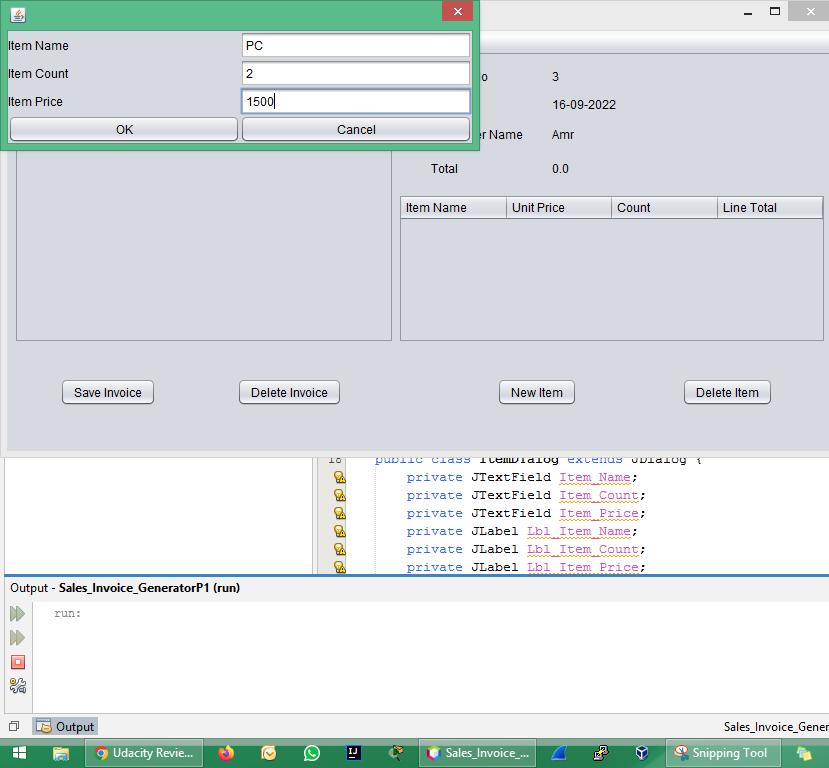 Item Name PC
Item Count 2
Item Price 1500
OK Cancel
o 3
16-09-2022
er Name Amr
Total 0.0
Item Name Unit Price Count Line Total
Save Invoice Delete Invoice New Item Delete Item
18 public class ItemDialog extends JDialog {
private JTextField Item_Name;
private JTextField Item_Count;
private JTextField Item_Price;
private JLabel Lbl_Item_Name;
private JLabel Lbl_Item_Count;
private JLabel Lbl_Item_Price;
Output - Sales_Invoice_GeneratorP1 (run)
run:
Output
Sales_Invoice_Gener
Udacity Revie... IJ Sales_Invoice_... Snipping Tool